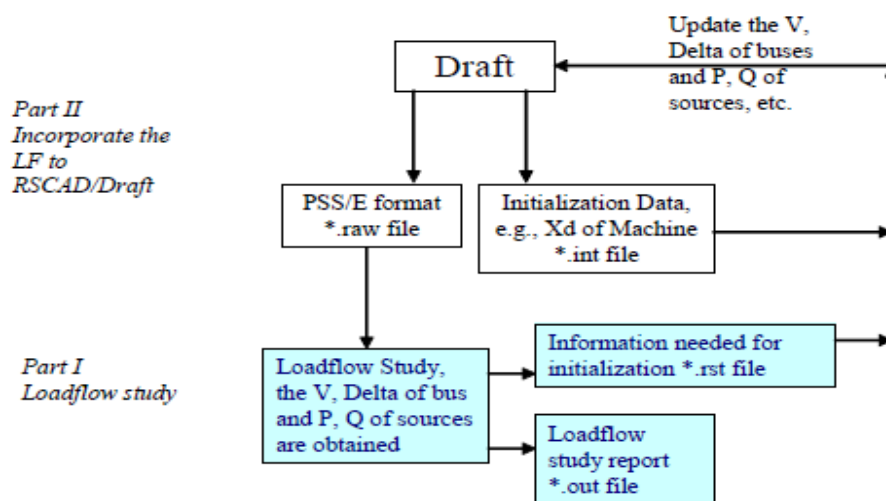 Update the V,
Delta of buses
and P, Q of
sources, etc.
Draft
Part II
Incorporate the
LF to
RSCAD/Draft
PSS/E format
*.raw file
Initialization Data,
e.g., Xd of Machine
*.int file
Part I
Loadflow study
Loadflow Study,
the V, Delta of bus
and P, Q of sources
are obtained
Information needed for
initialization *.rst file
Loadflow
study report
*.out file